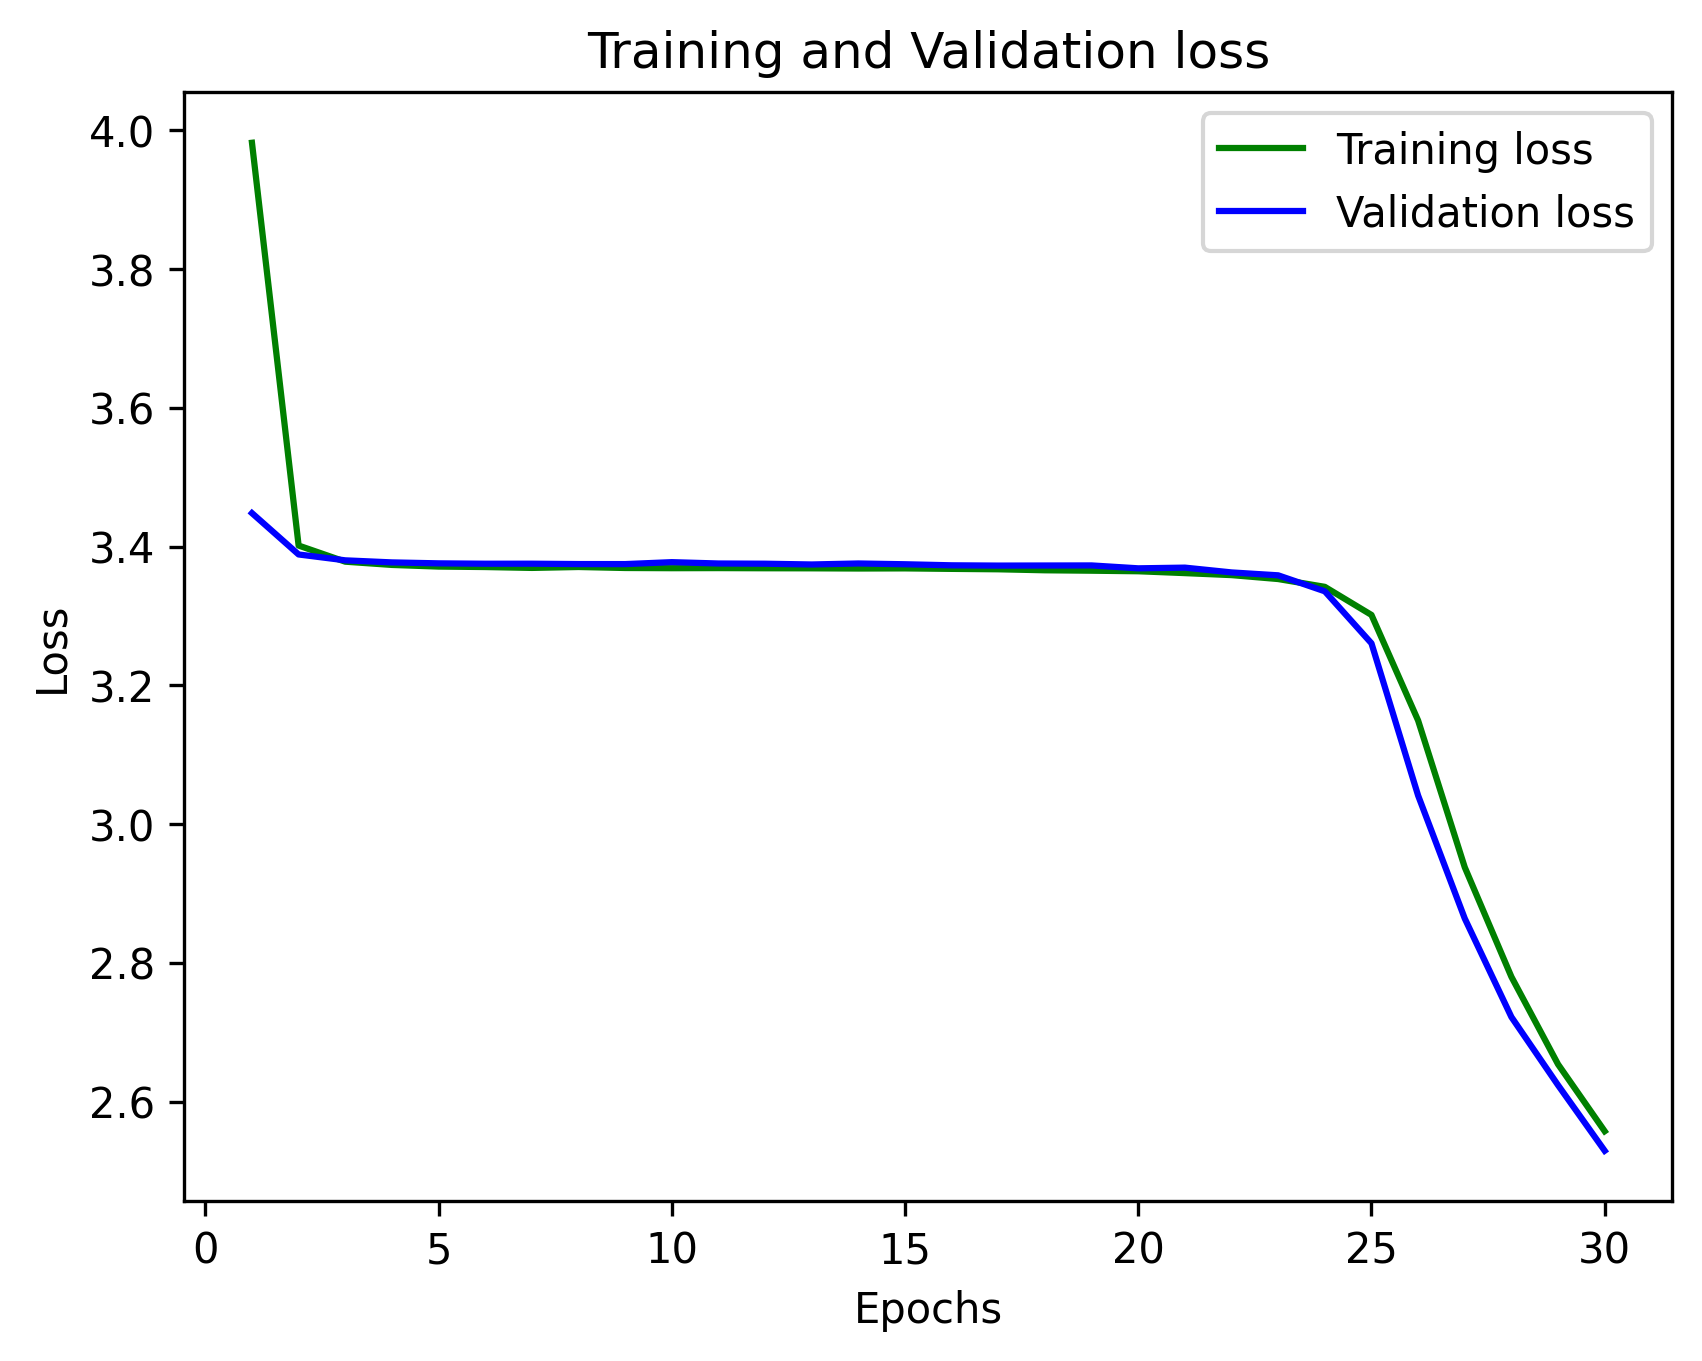 Training and Validation loss
Training loss
Validation loss
4.0
3.8
3.6
3.4
3.2
3.0
2.8
2.6
Loss
0 5 10 15 20 25 30
Epochs